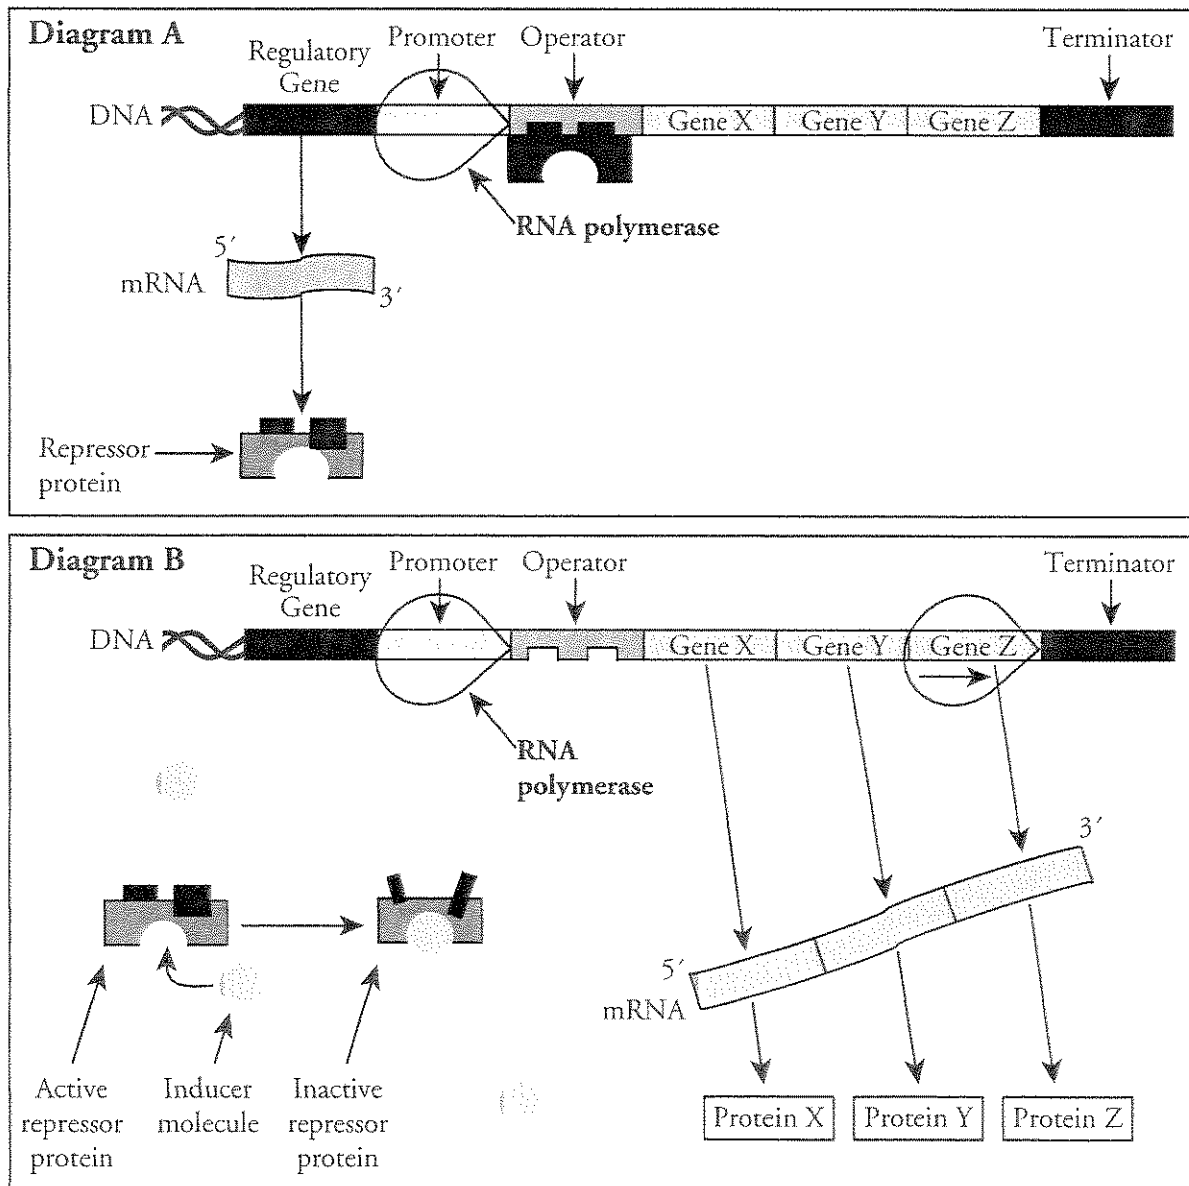 Diagram A
Regulatory
Gene
Promoter
Operator
Terminator
DNA
Gene X
Gene Y
Gene Z
RNA polymerase
5′
mRNA
3′
Repressor
protein
Diagram B
Regulatory
Gene
Promoter
Operator
Terminator
DNA
Gene X
Gene Y
Gene Z
RNA
polymerase
3′
5′
mRNA
Active
repressor
protein
Inducer
molecule
Inactive
repressor
protein
Protein X
Protein Y
Protein Z